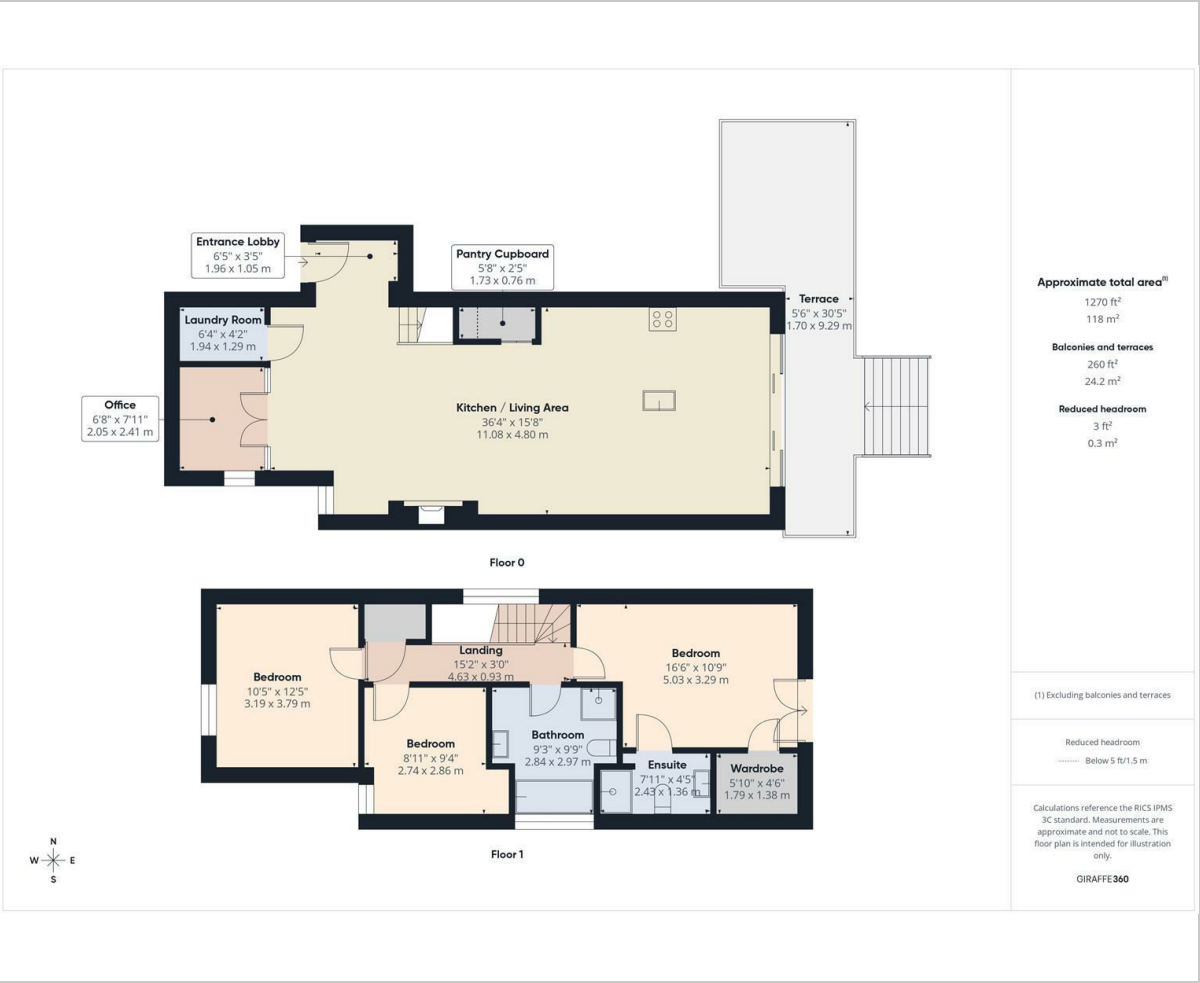 Entrance Lobby
6'5" x 3'5"
1.96 x 1.05 m
Pantry Cupboard
5'8" x 2'5"
1.73 x 0.76 m
Laundry Room
6'4" x 4'2"
1.94 x 1.29 m
Office
6'8" x 7'11"
2.05 x 2.41 m
Kitchen / Living Area
36'4" x 15'8"
11.08 x 4.80 m
Terrace
5'6" x 30'5"
1.70 x 9.29 m
Floor 0
Bedroom
10'5" x 12'5"
3.19 x 3.79 m
Landing
15'2" x 3'0"
4.63 x 0.93 m
Bedroom
16'6" x 10'9"
5.03 x 3.29 m
Bedroom
8'11" x 9'4"
2.74 x 2.86 m
Bathroom
9'3" x 9'9"
2.84 x 2.97 m
Ensuite
7'11" x 4'5"
2.43 x 1.36 m
Wardrobe
5'10" x 4'6"
1.79 x 1.38 m
Floor 1
N
W E
S
Approximate total area(1)
1270 ft²
118 m²
Balconies and terraces
260 ft²
24.2 m²
Reduced headroom
3 ft²
0.3 m²
(1) Excluding balconies and terraces
Reduced headroom
Below 5 ft/1.5 m
Calculations reference the RICS IPMS
3C standard. Measurements are
approximate and not to scale. This
floor plan is intended for illustration
only.
GIRAFFE360